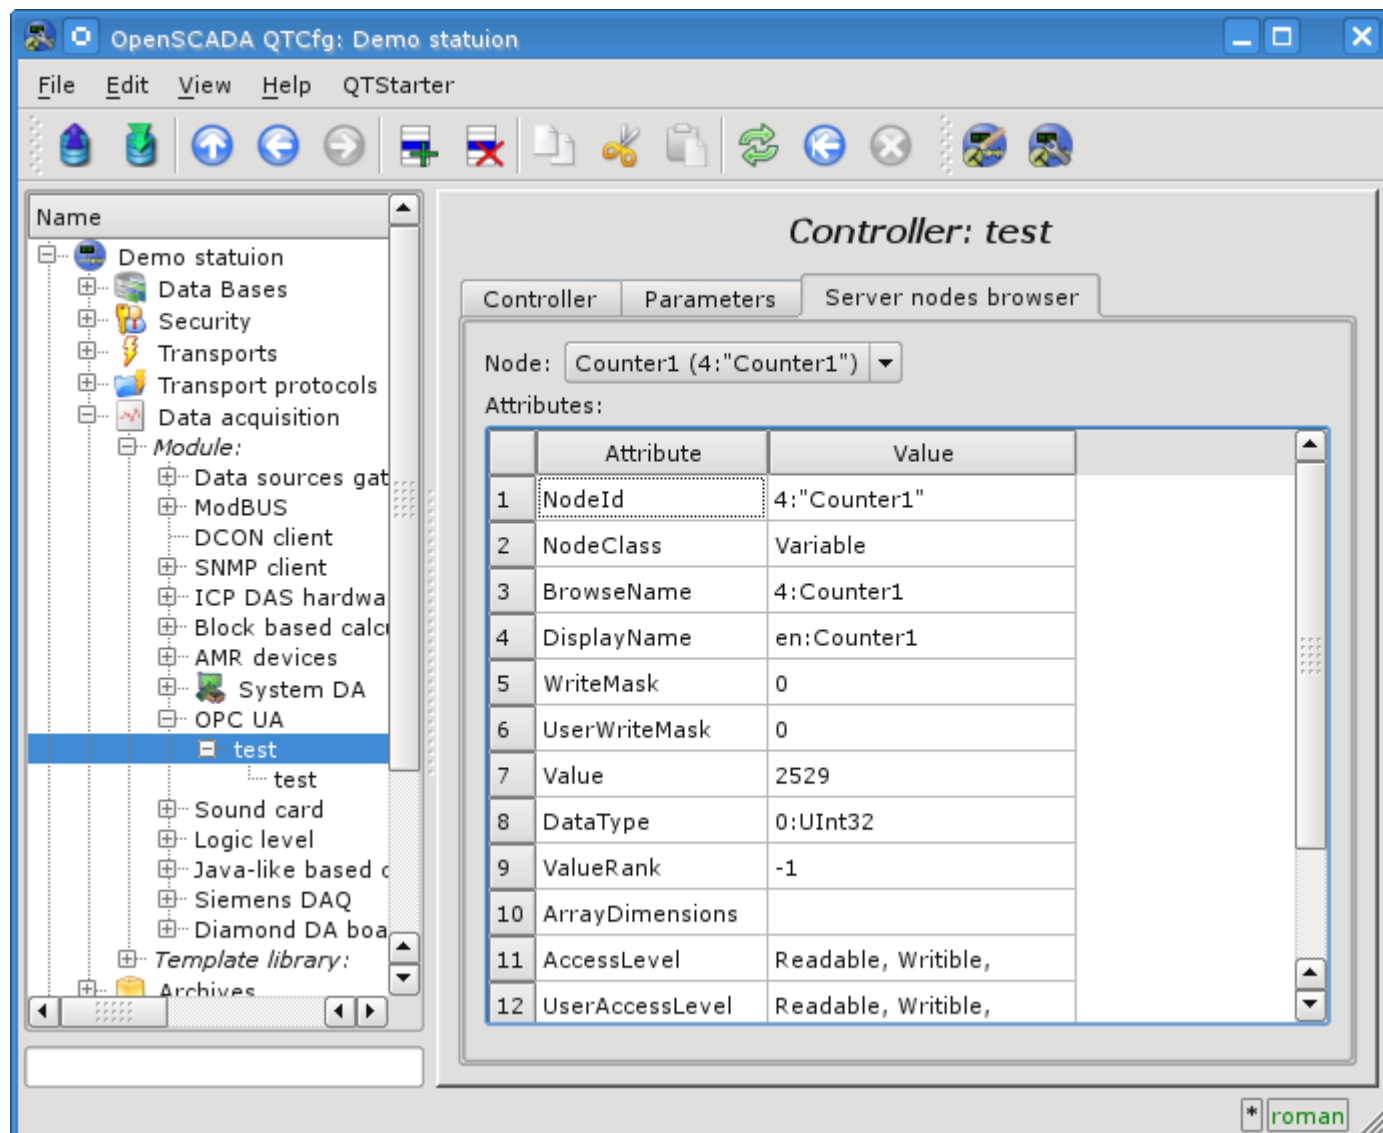 OpenSCADA QTCfg: Demo statuion
File Edit View Help QTStarter
Name
Demo statuion
Data Bases
Security
Transports
Transport protocols
Data acquisition
Module:
Data sources gat
ModBUS
DCON client
SNMP client
ICP DAS hardwa
Block based calcu
AMR devices
System DA
OPC UA
test
test
Sound card
Logic level
Java-like based c
Siemens DAQ
Diamond DA boa
Template library:
Archives
Controller: test
Controller Parameters Server nodes browser
Node: Counter1 (4:"Counter1")
Attributes:
Attribute Value
1 NodeId 4:"Counter1"
2 NodeClass Variable
3 BrowseName 4:Counter1
4 DisplayName en:Counter1
5 WriteMask 0
6 UserWriteMask 0
7 Value 2529
8 DataType 0:UInt32
9 ValueRank -1
10 ArrayDimensions
11 AccessLevel Readable, Writible,
12 UserAccessLevel Readable, Writible,
* roman